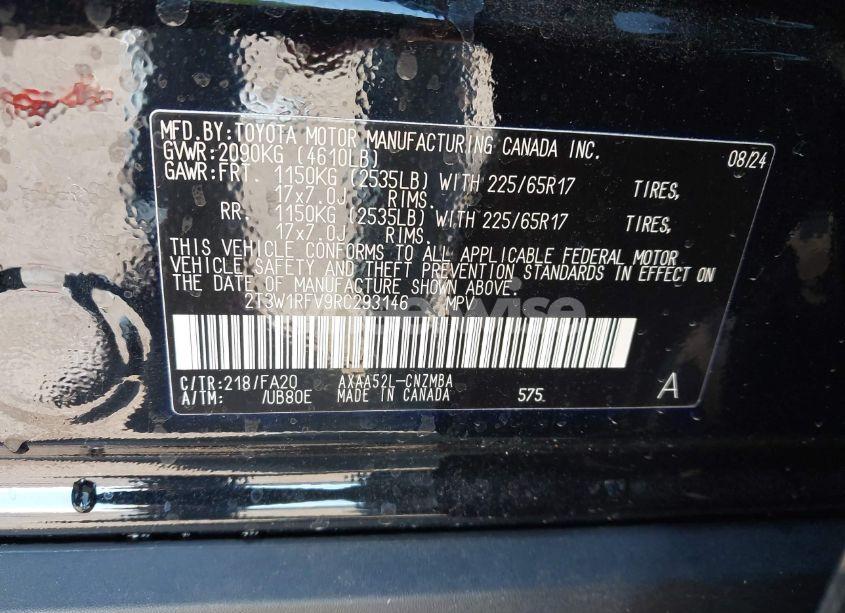 MFD.BY:TOYOTA MOTOR MANUFACTURING CANADA INC. 08/24
GVWR:2090KG (4610LB)
GAWR:FRT. 1150KG (2535LB) WITH 225/65R17 TIRES,
17x7.0J RIMS.
RR. 1150KG (2535LB) WITH 225/65R17 TIRES,
17x7.0J RIMS.
THIS VEHICLE CONFORMS TO ALL APPLICABLE FEDERAL MOTOR
VEHICLE SAFETY AND THEFT PREVENTION STANDARDS IN EFFECT ON
THE DATE OF MANUFACTURE SHOWN ABOVE.
2T3W1RFV9RC293146 MPV
C/TR:218/FA20 AXAA52L-CNZMBA
A/TM: /UB80E MADE IN CANADA 575 A